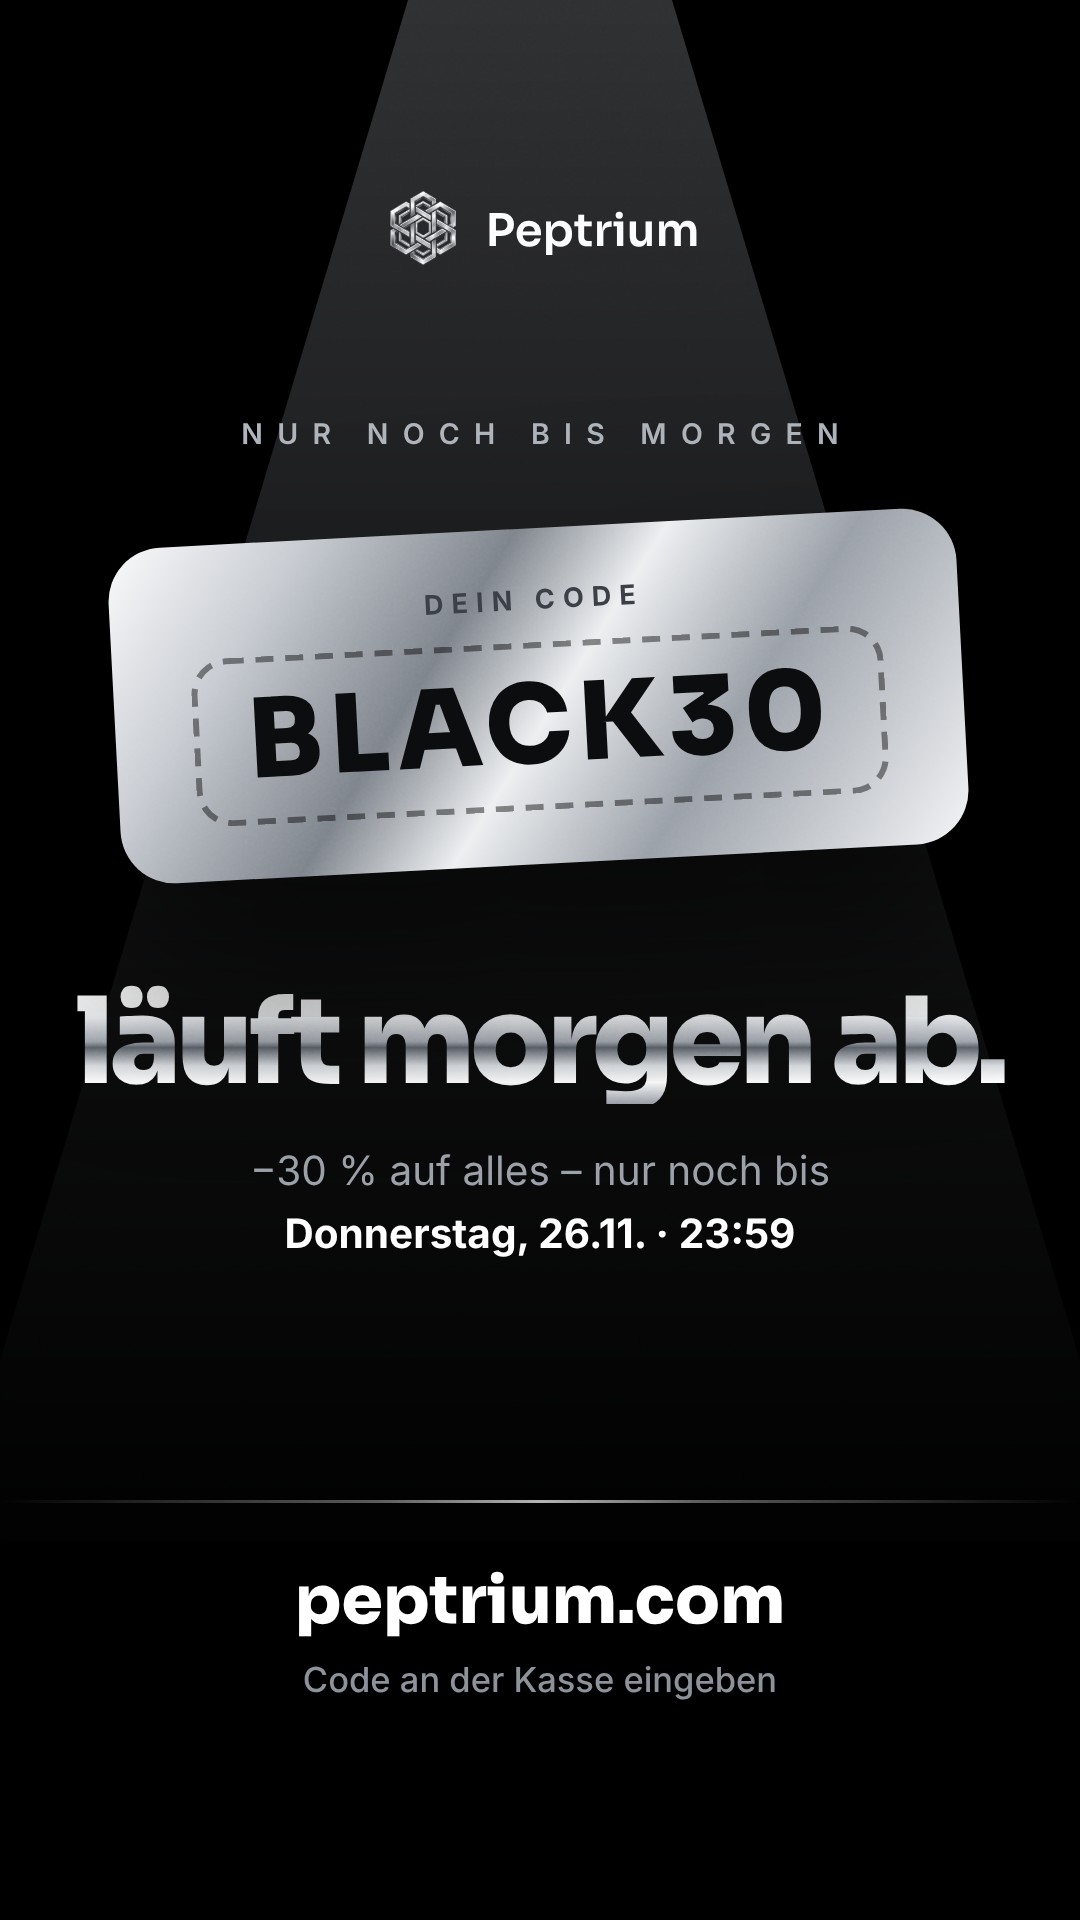 Peptrium
NUR NOCH BIS MORGEN
DEIN CODE
BLACK30
läuft morgen ab.
−30 % auf alles – nur noch bis
Donnerstag, 26.11. · 23:59
peptrium.com
Code an der Kasse eingeben